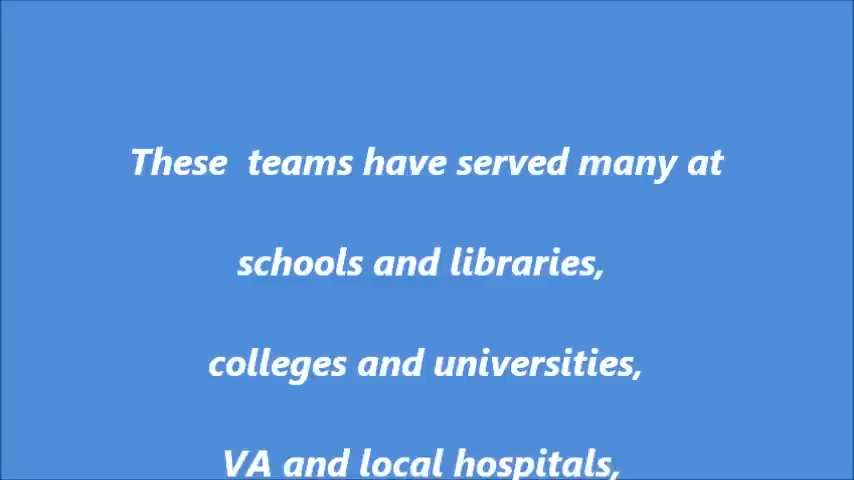 These  teams have served many at
schools and libraries,
colleges and universities,
VA and local hospitals,